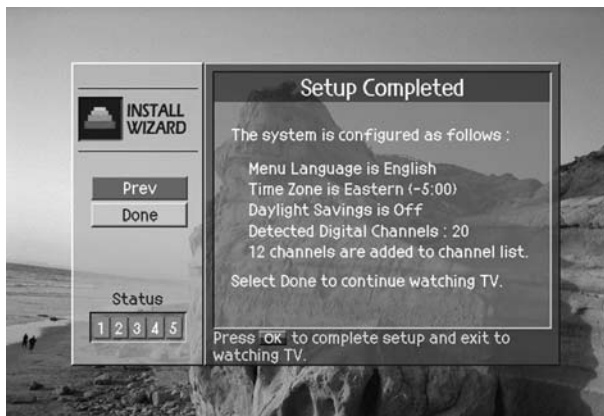 Setup Completed
INSTALL
WIZARD
The system is configured as follows :
Menu Language is English
Time Zone is Eastern (-5:00)
Daylight Savings is Off
Detected Digital Channels : 20
12 channels are added to channel list.
Select Done to continue watching TV.
Prev
Done
Status
1 2 3 4 5
Press OK to complete setup and exit to
watching TV.